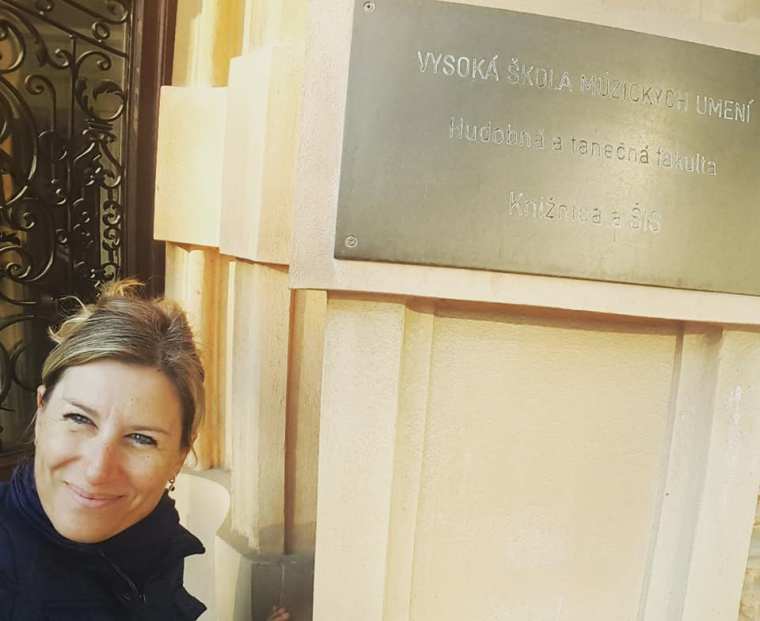 VYSOKÁ ŠKOLA MÚZICKÝCH UMENÍ
Hudobná a tanečná fakulta
Knižnica a ŠIS